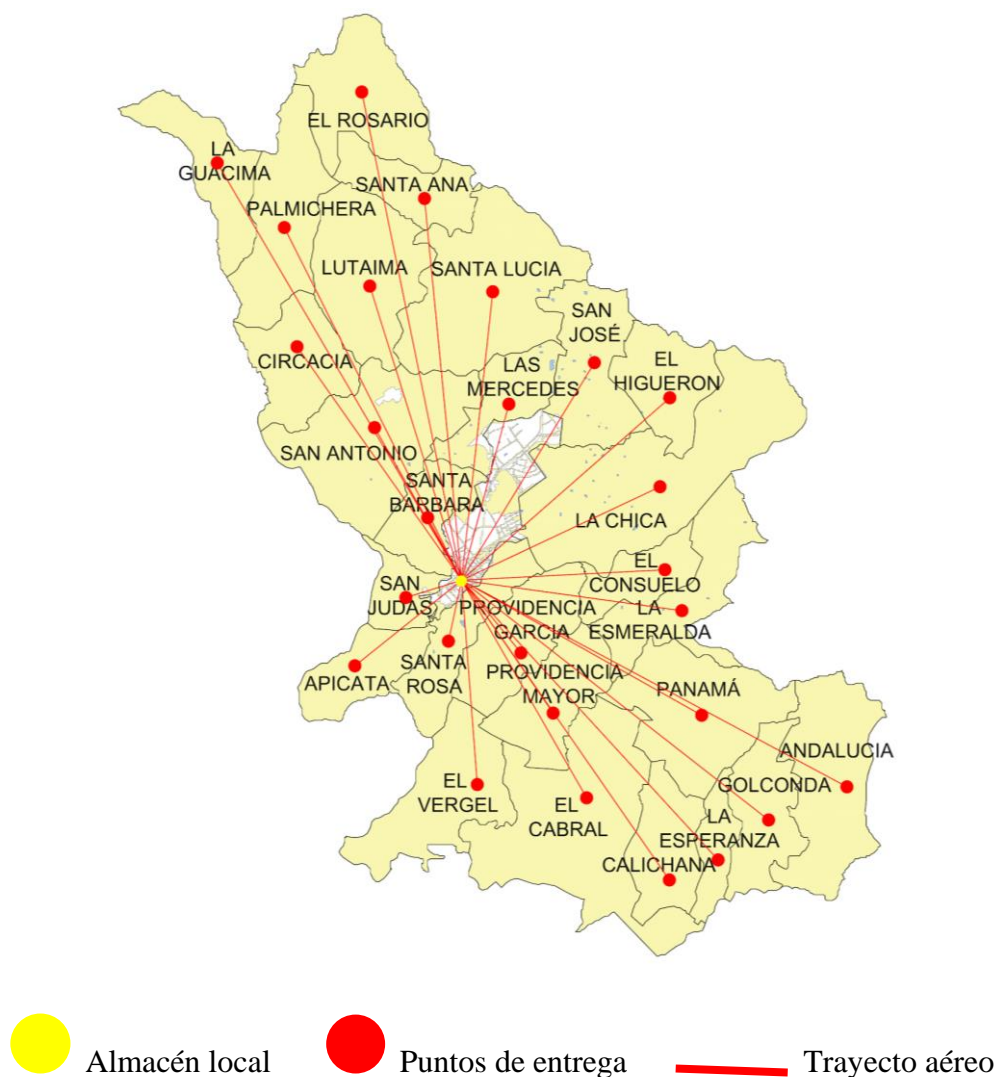 EL ROSARIO
LA
GUACIMA
SANTA ANA
PALMICHERA
LUTAIMA
SANTA LUCIA
SAN
JOSÉ
CIRCACIA
LAS
MERCEDES
EL
HIGUERON
SAN ANTONIO
SANTA
BARBARA
LA CHICA
EL
CONSUELO
SAN
JUDAS
PROVIDENCIA
GARCIA
LA
ESMERALDA
SANTA
ROSA
APICATA
PROVIDENCIA
MAYOR
PANAMÁ
ANDALUCIA
EL
VERGEL
EL
CABRAL
GOLCONDA
LA
ESPERANZA
CALICHANA
Almacén local
Puntos de entrega
Trayecto aéreo